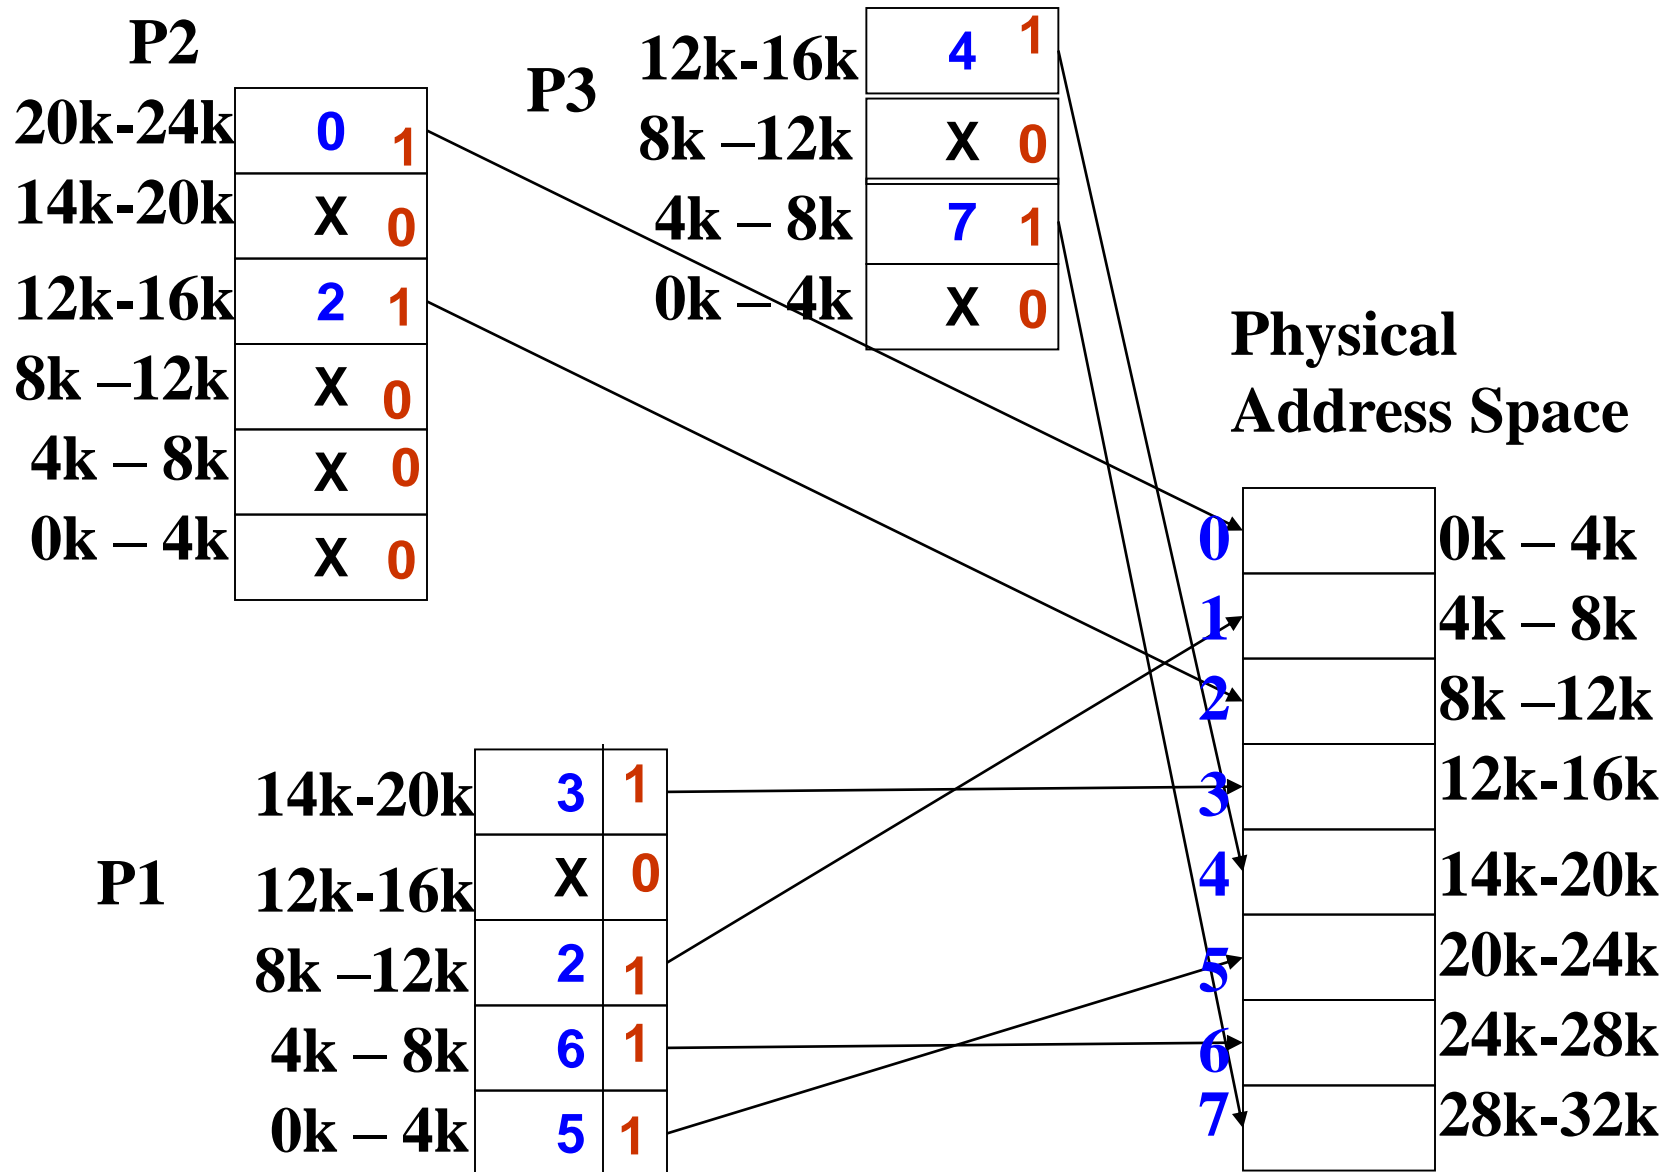 P2
20k-24k 0 1
14k-20k X 0
12k-16k 2 1
8k –12k X 0
4k – 8k X 0
0k – 4k X 0
P3
12k-16k 4 1
8k –12k X 0
4k – 8k 7 1
0k – 4k X 0
P1
14k-20k 3 1
12k-16k X 0
8k –12k 2 1
4k – 8k 6 1
0k – 4k 5 1
Physical
Address Space
0 0k – 4k
1 4k – 8k
2 8k –12k
3 12k-16k
4 14k-20k
5 20k-24k
6 24k-28k
7 28k-32k